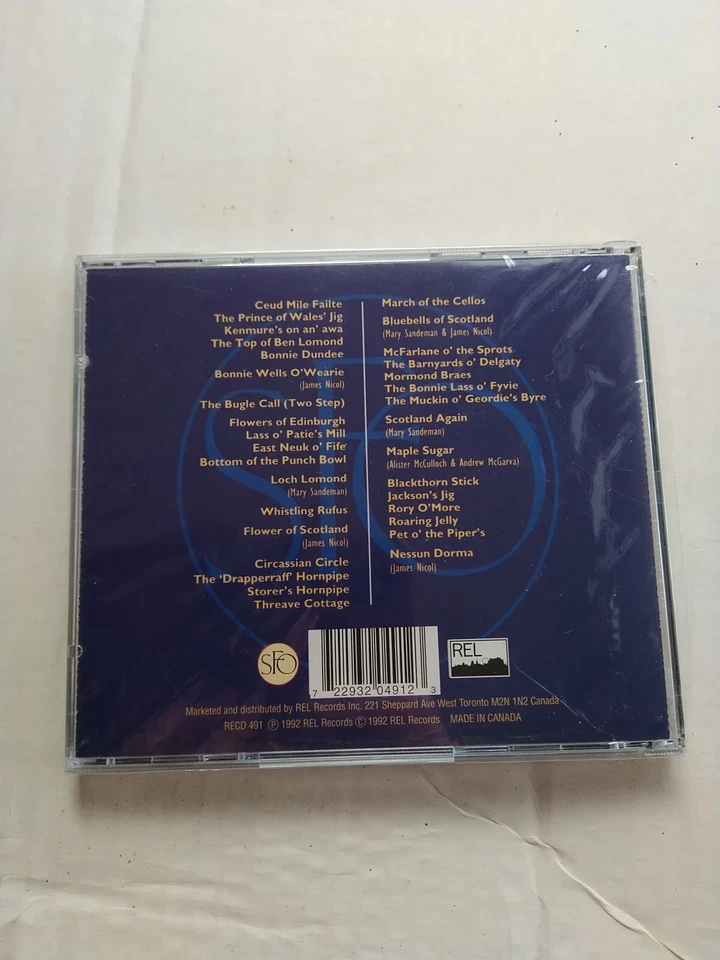 Ceud Mile Failte
The Prince of Wales' Jig
Kenmure's on an' awa
The Top of Ben Lomond
Bonnie Dundee
Bonnie Wells O'Wearie
(James Nicol)
The Bugle Call (Two Step)
Flowers of Edinburgh
Lass o' Patie's Mill
East Neuk o' Fife
Bottom of the Punch Bowl
Loch Lomond
(Mary Sandeman)
Whistling Rufus
Flower of Scotland
(James Nicol)
Circassian Circle
The 'Drapperraff' Hornpipe
Storer's Hornpipe
Threave Cottage
March of the Cellos
Bluebells of Scotland
(Mary Sandeman & James Nicol)
McFarlane o' the Sprots
The Barnyards o' Delgaty
Mormond Braes
The Bonnie Lass o' Fyvie
The Muckin o' Geordie's Byre
Scotland Again
(Mary Sandeman)
Maple Sugar
(Alister McCulloch & Andrew McGarva)
Blackthorn Stick
Jackson's Jig
Rory O'More
Roaring Jelly
Pet o' the Piper's
Nessun Dorma
(James Nicol)
SFO
SFO
7 22932 04912 3
REL
Marketed and distributed by REL Records Inc. 221 Sheppard Ave West Toronto M2N 1N2 Canada
RECD 491 Ⓟ 1992 REL Records © 1992 REL Records MADE IN CANADA